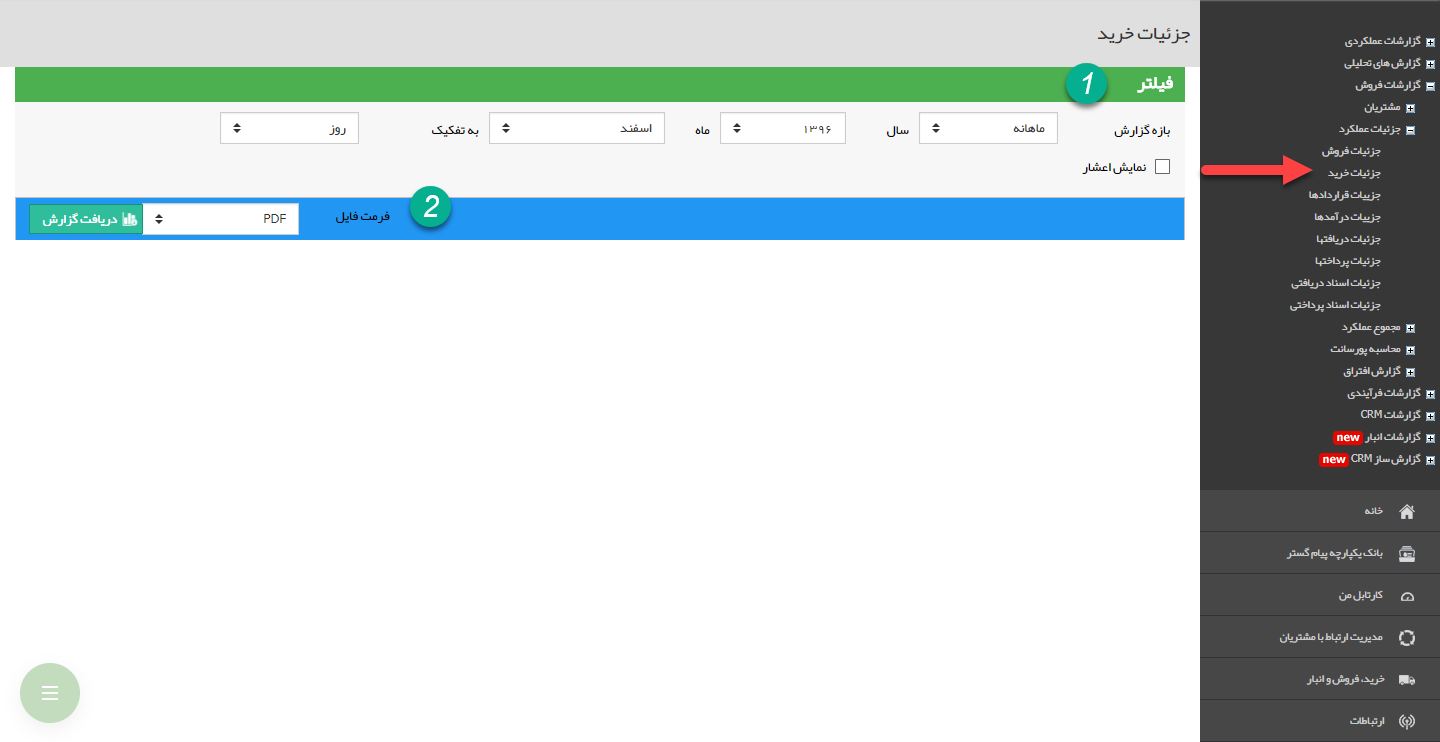 جزئیات خرید
فیلتر
1
بازه گزارش ماهانه سال ۱۳۹۶ ماه اسفند به تفکیک روز
نمایش اعشار
2
فرمت فایل PDF دریافت گزارش
گزارشات عملکردی
گزارش های تحلیلی
گزارشات فروش
مشتریان
جزئیات عملکرد
جزئیات فروش
جزئیات خرید
جزییات قراردادها
جزییات درآمدها
جزئیات دریافتها
جزئیات پرداختها
جزئیات اسناد دریافتی
جزئیات اسناد پرداختی
مجموع عملکرد
محاسبه پورسانت
گزارش افتراق
گزارشات فرآیندی
گزارشات CRM
گزارشات انبار new
گزارش ساز CRM new
خانه
بانک یکپارچه پیام گستر
کارتابل من
مدیریت ارتباط با مشتریان
خرید، فروش و انبار
ارتباطات